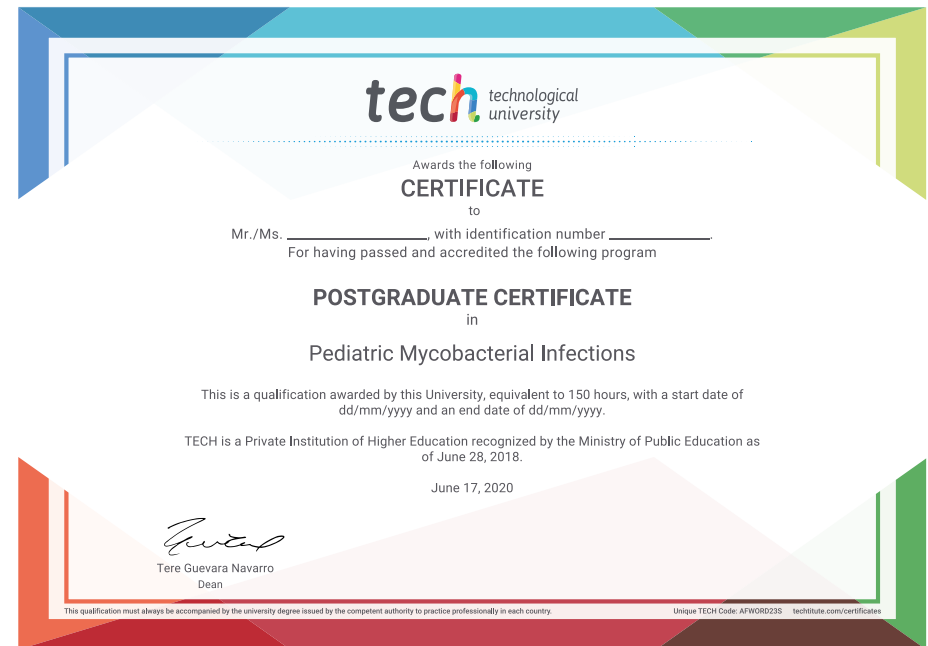 tech technological
university
Awards the following
CERTIFICATE
to
Mr./Ms. ____________________, with identification number ______________.
For having passed and accredited the following program
POSTGRADUATE CERTIFICATE
in
Pediatric Mycobacterial Infections
This is a qualification awarded by this University, equivalent to 150 hours, with a start date of
dd/mm/yyyy and an end date of dd/mm/yyyy.
TECH is a Private Institution of Higher Education recognized by the Ministry of Public Education as
of June 28, 2018.
June 17, 2020
Tere Guevara Navarro
Dean
This qualification must always be accompanied by the university degree issued by the competent authority to practice professionally in each country.
Unique TECH Code: AFWORD23S techtitute.com/certificates